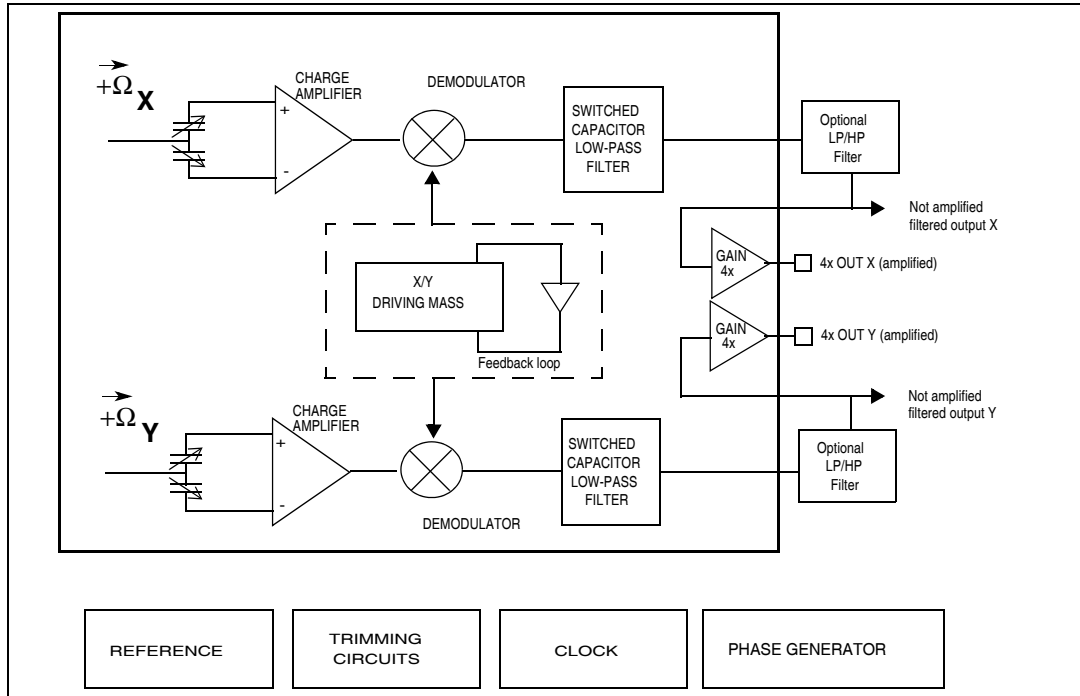 +Ω X
CHARGE
AMPLIFIER
DEMODULATOR
+
-
SWITCHED
CAPACITOR
LOW-PASS
FILTER
Optional
LP/HP
Filter
Not amplified
filtered output X
GAIN
4x
4x OUT X (amplified)
X/Y
DRIVING MASS
Feedback loop
GAIN
4x
4x OUT Y (amplified)
Not amplified
filtered output Y
+Ω Y
CHARGE
AMPLIFIER
+
-
DEMODULATOR
SWITCHED
CAPACITOR
LOW-PASS
FILTER
Optional
LP/HP
Filter
REFERENCE
TRIMMING
CIRCUITS
CLOCK
PHASE GENERATOR